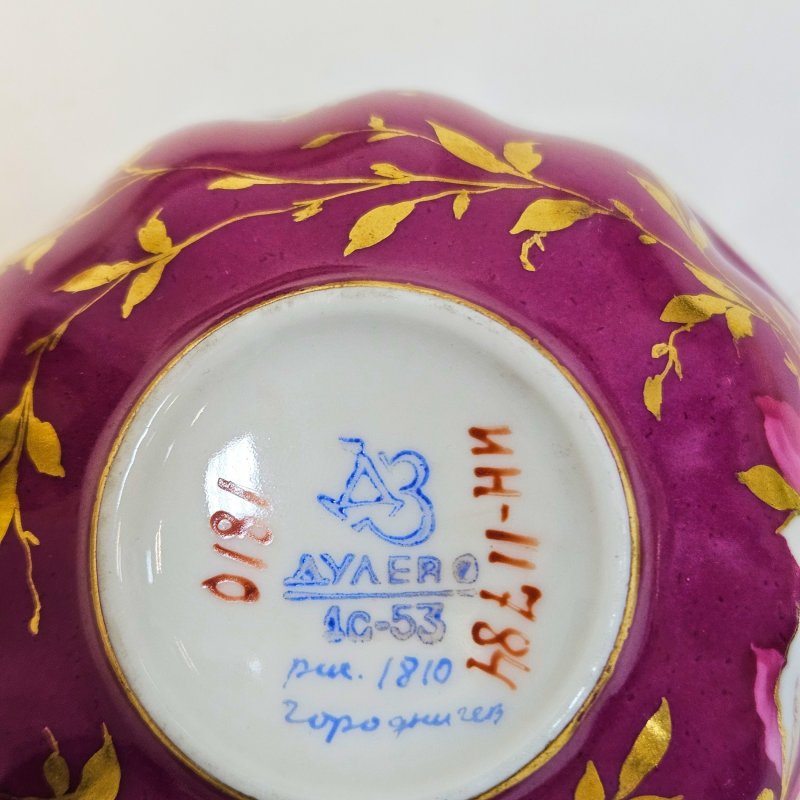 ДЗ
ДУЛЕВО
1С-53
рис. 1810
Городничев
1810
ИН-11784